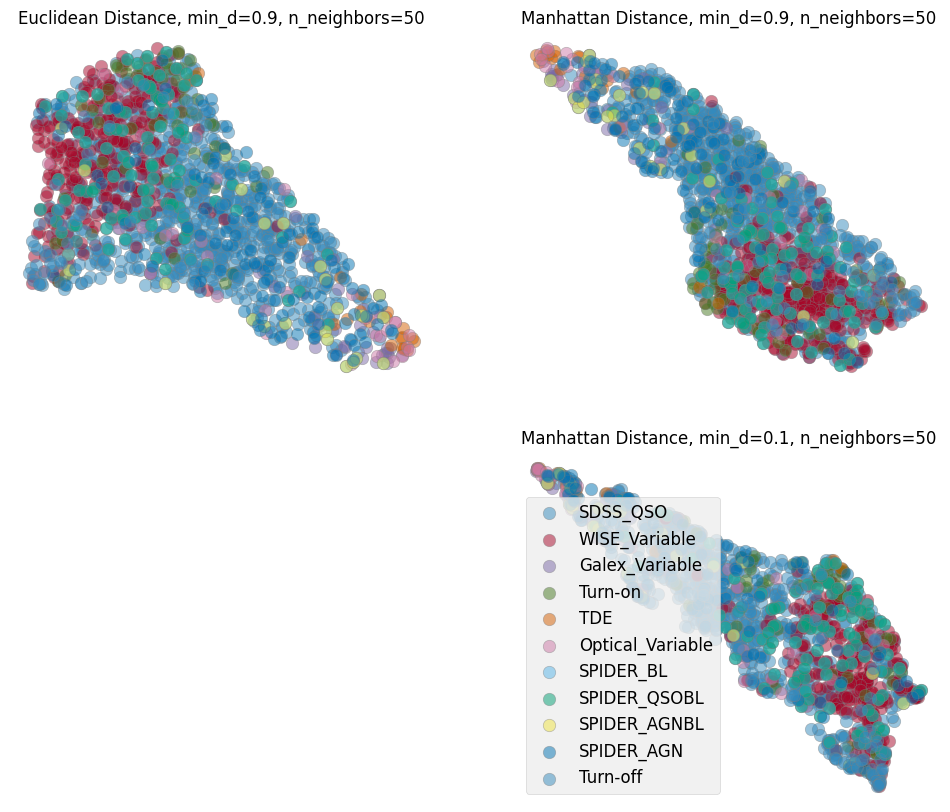 Euclidean Distance, min_d=0.9, n_neighbors=50
Manhattan Distance, min_d=0.9, n_neighbors=50
Manhattan Distance, min_d=0.1, n_neighbors=50
SDSS_QSO
WISE_Variable
Galex_Variable
Turn-on
TDE
Optical_Variable
SPIDER_BL
SPIDER_QSOBL
SPIDER_AGNBL
SPIDER_AGN
Turn-off